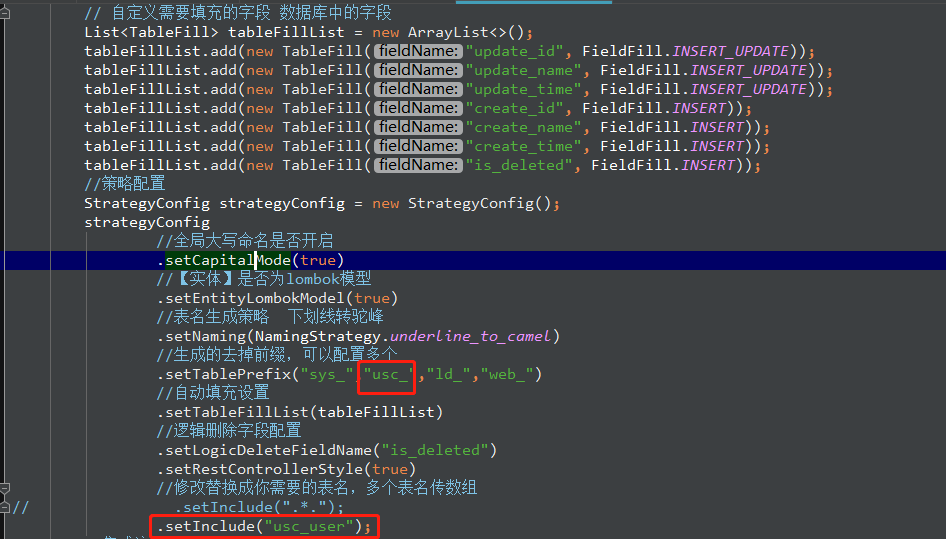 // 自定义需要填充的字段 数据库中的字段
List<TableFill> tableFillList = new ArrayList<>();
tableFillList.add(new TableFill( fieldName: "update_id", FieldFill.INSERT_UPDATE));
tableFillList.add(new TableFill( fieldName: "update_name", FieldFill.INSERT_UPDATE));
tableFillList.add(new TableFill( fieldName: "update_time", FieldFill.INSERT_UPDATE));
tableFillList.add(new TableFill( fieldName: "create_id", FieldFill.INSERT));
tableFillList.add(new TableFill( fieldName: "create_name", FieldFill.INSERT));
tableFillList.add(new TableFill( fieldName: "create_time", FieldFill.INSERT));
tableFillList.add(new TableFill( fieldName: "is_deleted", FieldFill.INSERT));
//策略配置
StrategyConfig strategyConfig = new StrategyConfig();
strategyConfig
//全局大写命名是否开启
.setCapitalMode(true)
//【实体】是否为lombok模型
.setEntityLombokModel(true)
//表名生成策略 下划线转驼峰
.setNaming(NamingStrategy.underline_to_camel)
//生成的去掉前缀，可以配置多个
.setTablePrefix("sys_","usc_","ld_","web_")
//自动填充设置
.setTableFillList(tableFillList)
//逻辑删除字段配置
.setLogicDeleteFieldName("is_deleted")
.setRestControllerStyle(true)
//修改替换成你需要的表名，多个表名传数组
// .setInclude(".*.");
.setInclude("usc_user");